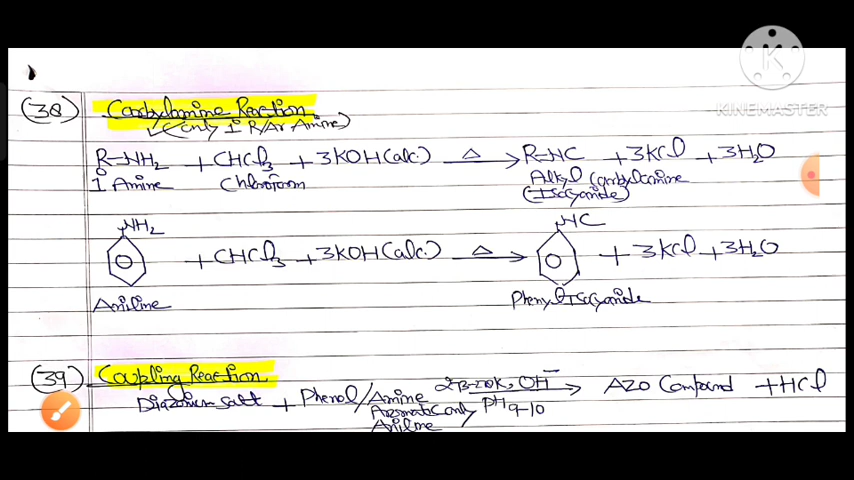 KINEMASTER
(38) Carbylamine Reaction
(only 1° R/Ar Amine)
R-NH2 + CHCl3 + 3KOH (alc.) Δ→ R-NC + 3KCl + 3H2O
1° Amine Chloroform Alkyl Carbylamine
(Isocyanide)
NH2 NC
+ CHCl3 + 3KOH (alc.) Δ→ + 3KCl + 3H2O
Aniline Phenyl Isocyanide
(39) Coupling Reaction
Diazonium salt + Phenol/Amine OH⁻ → Azo Compound + HCl
Aromatic only PH 9-10
Aniline